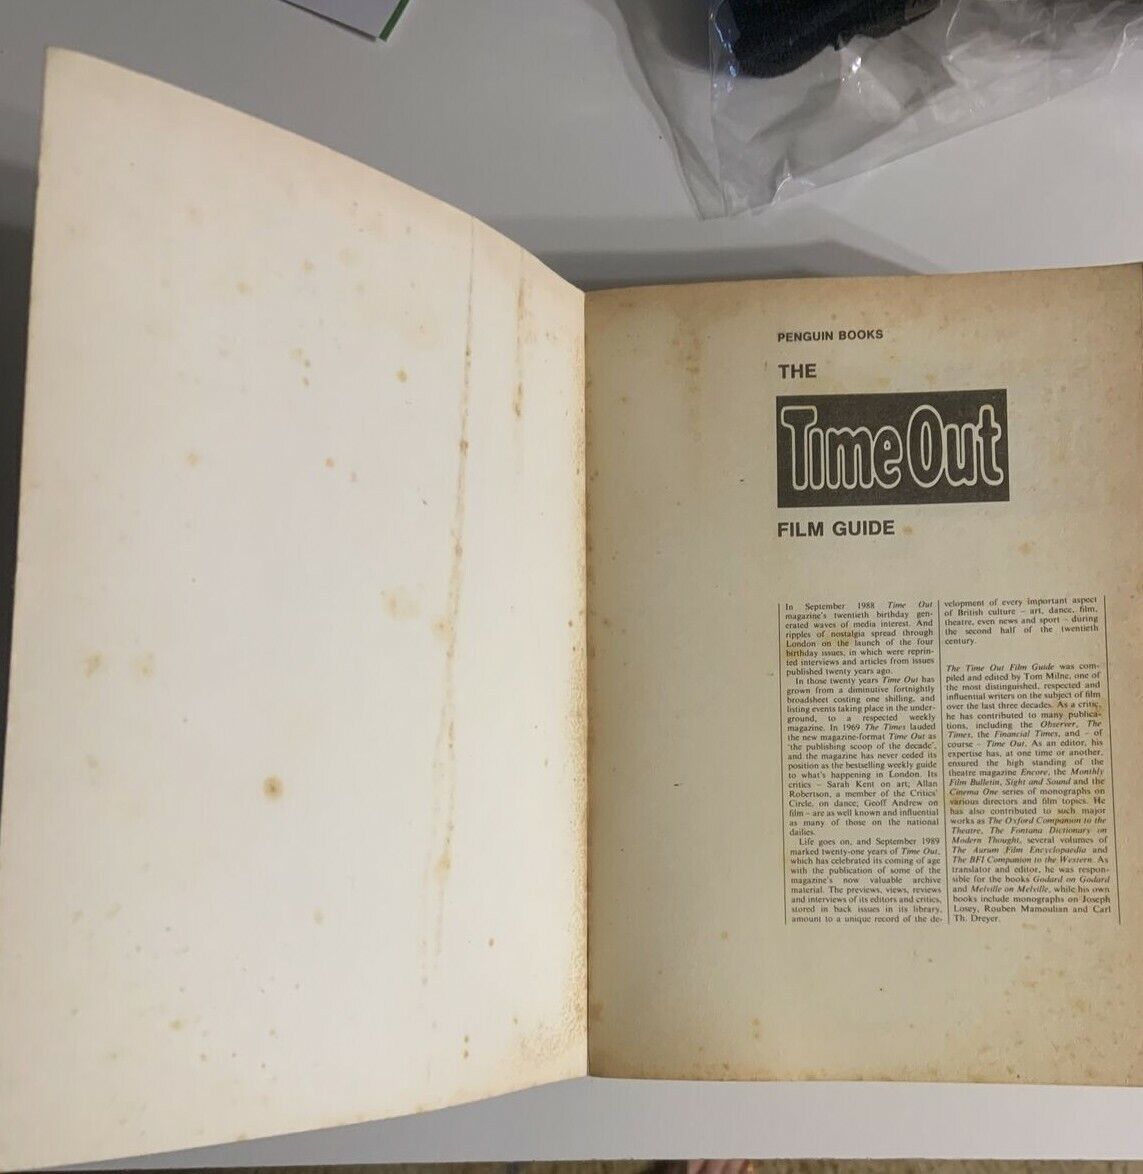 PENGUIN BOOKS
THE
Time Out
FILM GUIDE
In September 1988 Time Out
magazine's twentieth birthday gen-
erated waves of media interest. And
ripples of nostalgia spread through
London on the launch of the four
birthday issues, in which were reprin-
ted interviews and articles from issues
published twenty years ago.
In those twenty years Time Out has
grown from a diminutive fortnightly
broadsheet costing one shilling, and
listing events taking place in the under-
ground, to a respected weekly
magazine. In 1969 The Times lauded
the new magazine-format Time Out as
'the publishing scoop of the decade',
and the magazine has never ceded its
position as the bestselling weekly guide
to what's happening in London. Its
critics – Sarah Kent on art; Allan
Robertson, a member of the Critics'
Circle, on dance; Geoff Andrew on
film – are as well known and influential
as many of those on the national
dailies.
Life goes on, and September 1989
marked twenty-one years of Time Out,
which has celebrated its coming of age
with the publication of some of the
magazine's now valuable archive
material. The previews, views, reviews
and interviews of its editors and critics,
stored in back issues in its library,
amount to a unique record of the de-
velopment of every important aspect
of British culture – art, dance, film,
theatre, even news and sport – during
the second half of the twentieth
century.
The Time Out Film Guide was com-
piled and edited by Tom Milne, one of
the most distinguished, respected and
influential writers on the subject of film
over the last three decades. As a critic,
he has contributed to many publica-
tions, including the Observer, The
Times, the Financial Times, and – of
course – Time Out. As an editor, his
expertise has, at one time or another,
ensured the high standing of the
theatre magazine Encore, the Monthly
Film Bulletin, Sight and Sound and the
Cinema One series of monographs on
various directors and film topics. He
has also contributed to such major
works as The Oxford Companion to the
Theatre, The Fontana Dictionary on
Modern Thought, several volumes of
The Aurum Film Encyclopaedia and
The BFI Companion to the Western. As
translator and editor, he was respon-
sible for the books Godard on Godard
and Melville on Melville, while his own
books include monographs on Joseph
Losey, Rouben Mamoulian and Carl
Th. Dreyer.